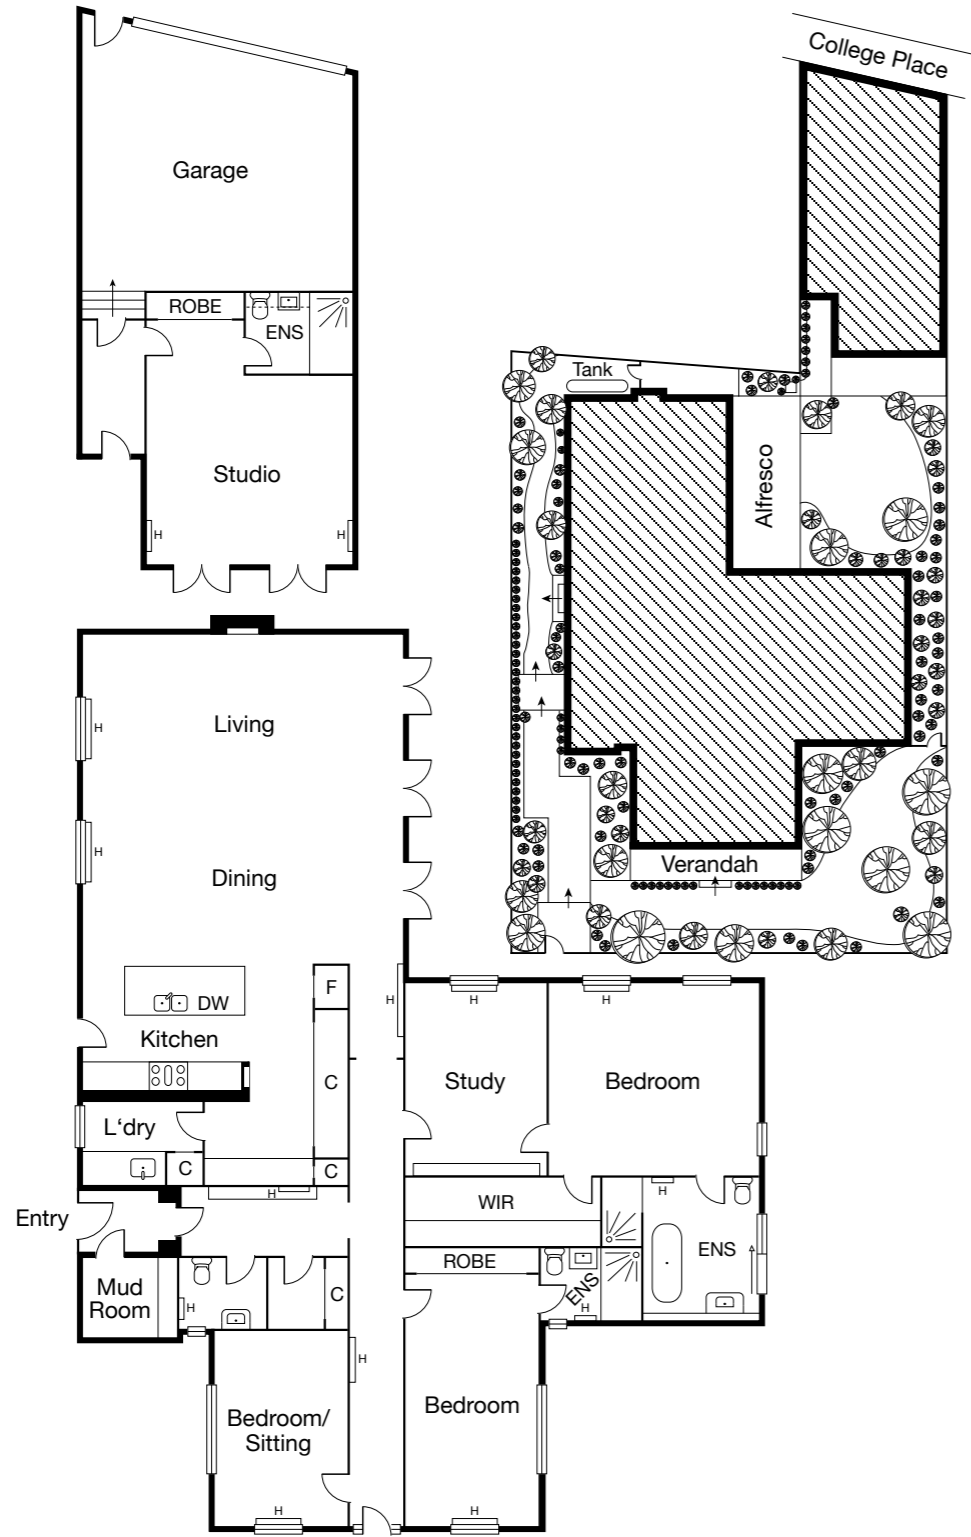 College Place
Garage
ROBE
ENS
Studio
H
H
Tank
Alfresco
Verandah
Living
H
Dining
H
F
DW
Kitchen
C
L‘dry
C
C
H
Entry
Mud
Room
H
C
H
Bedroom/
Sitting
H
H
H
Study
Bedroom
WIR
H
ENS
ROBE
ENS
H
Bedroom
H
H